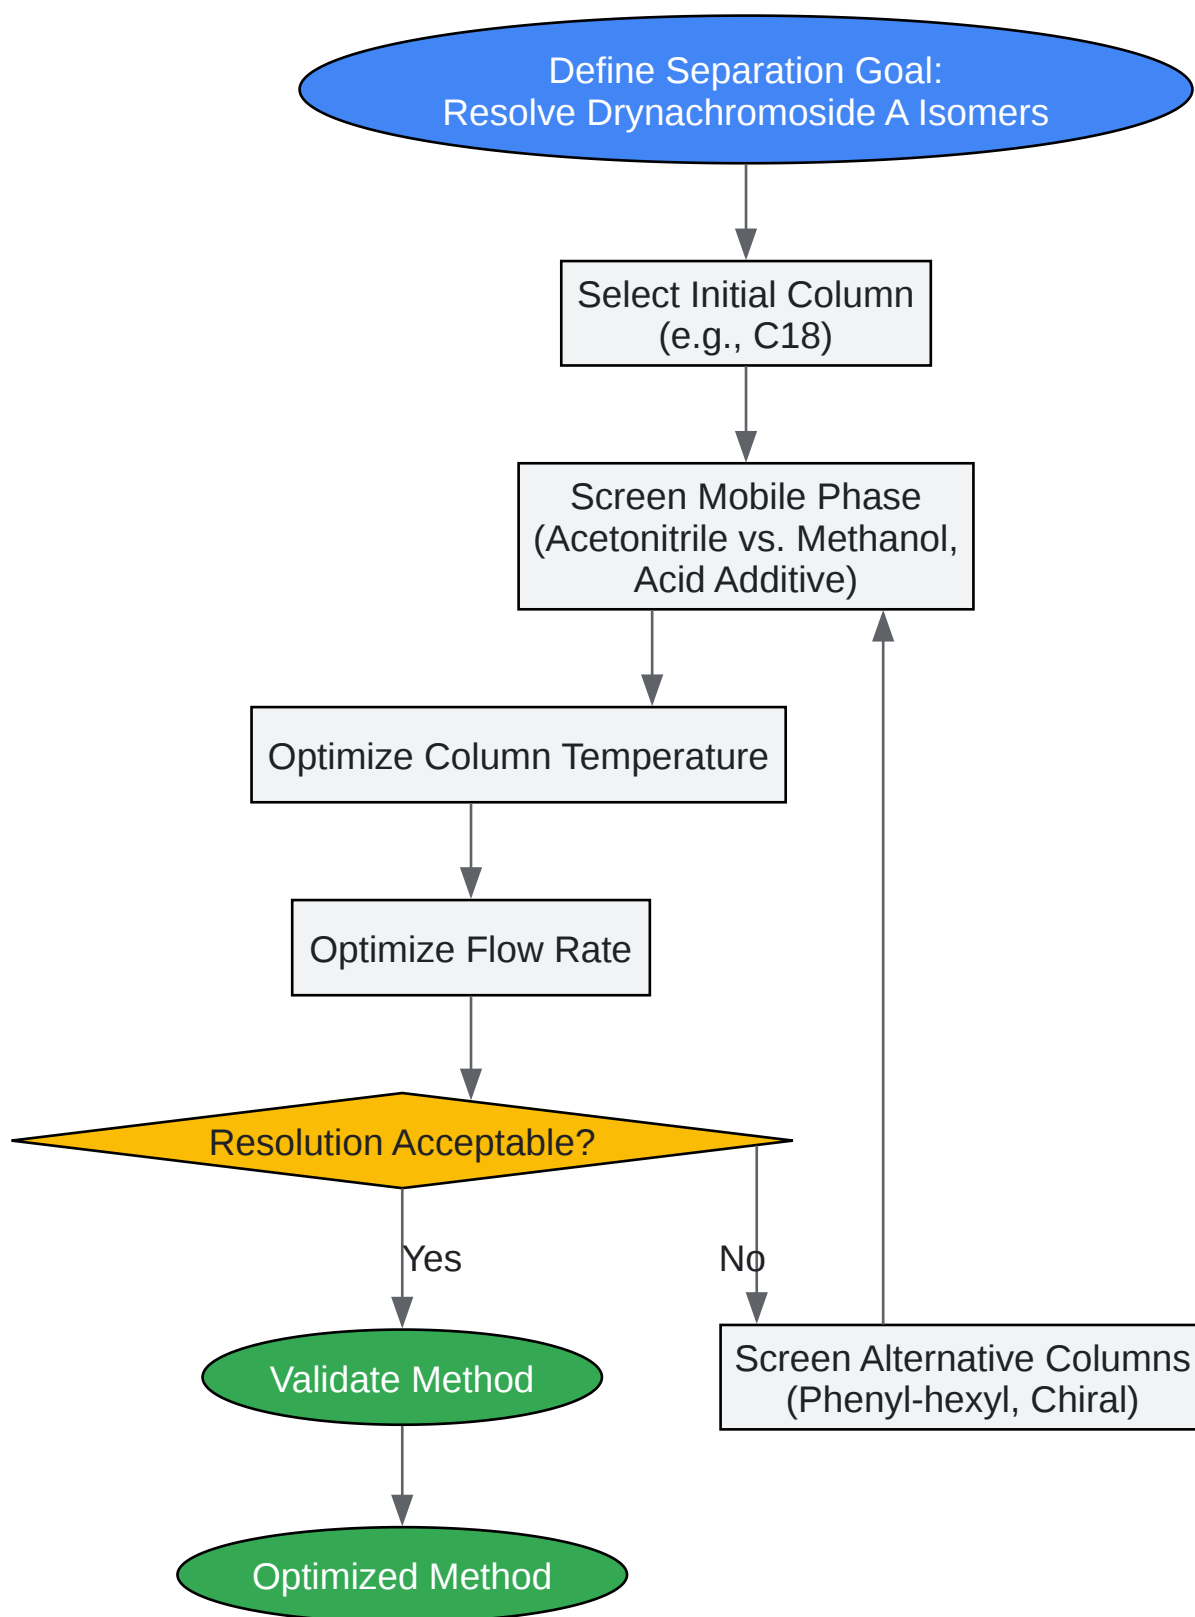 Define Separation Goal:
Resolve Drynachromoside A Isomers
Select Initial Column
(e.g., C18)
Screen Mobile Phase
(Acetonitrile vs. Methanol,
Acid Additive)
Optimize Column Temperature
Optimize Flow Rate
Resolution Acceptable?
Yes
No
Validate Method
Screen Alternative Columns
(Phenyl-hexyl, Chiral)
Optimized Method